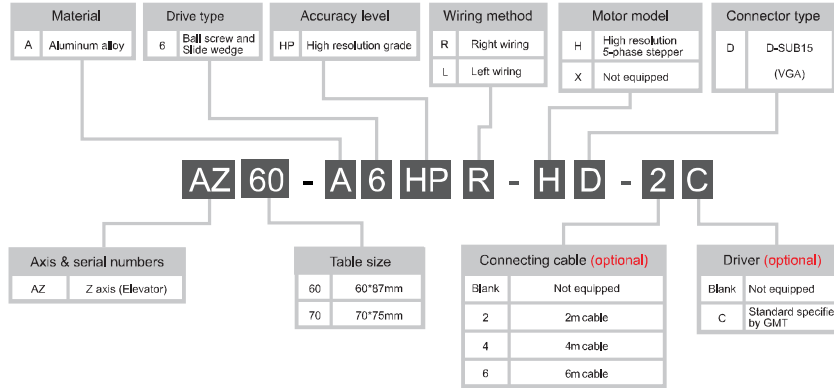 Material
A Aluminum alloy
Drive type
6 Ball screw and
Slide wedge
Accuracy level
HP High resolution grade
Wiring method
R Right wiring
L Left wiring
Motor model
H High resolution
5-phase stepper
X Not equipped
Connector type
D D-SUB15
(VGA)
AZ 60 - A 6 HP R - H D - 2 C
Axis & serial numbers
AZ Z axis (Elevator)
Table size
60 60*87mm
70 70*75mm
Connecting cable (optional)
Blank Not equipped
2 2m cable
4 4m cable
6 6m cable
Driver (optional)
Blank Not equipped
C Standard specifie
by GMT